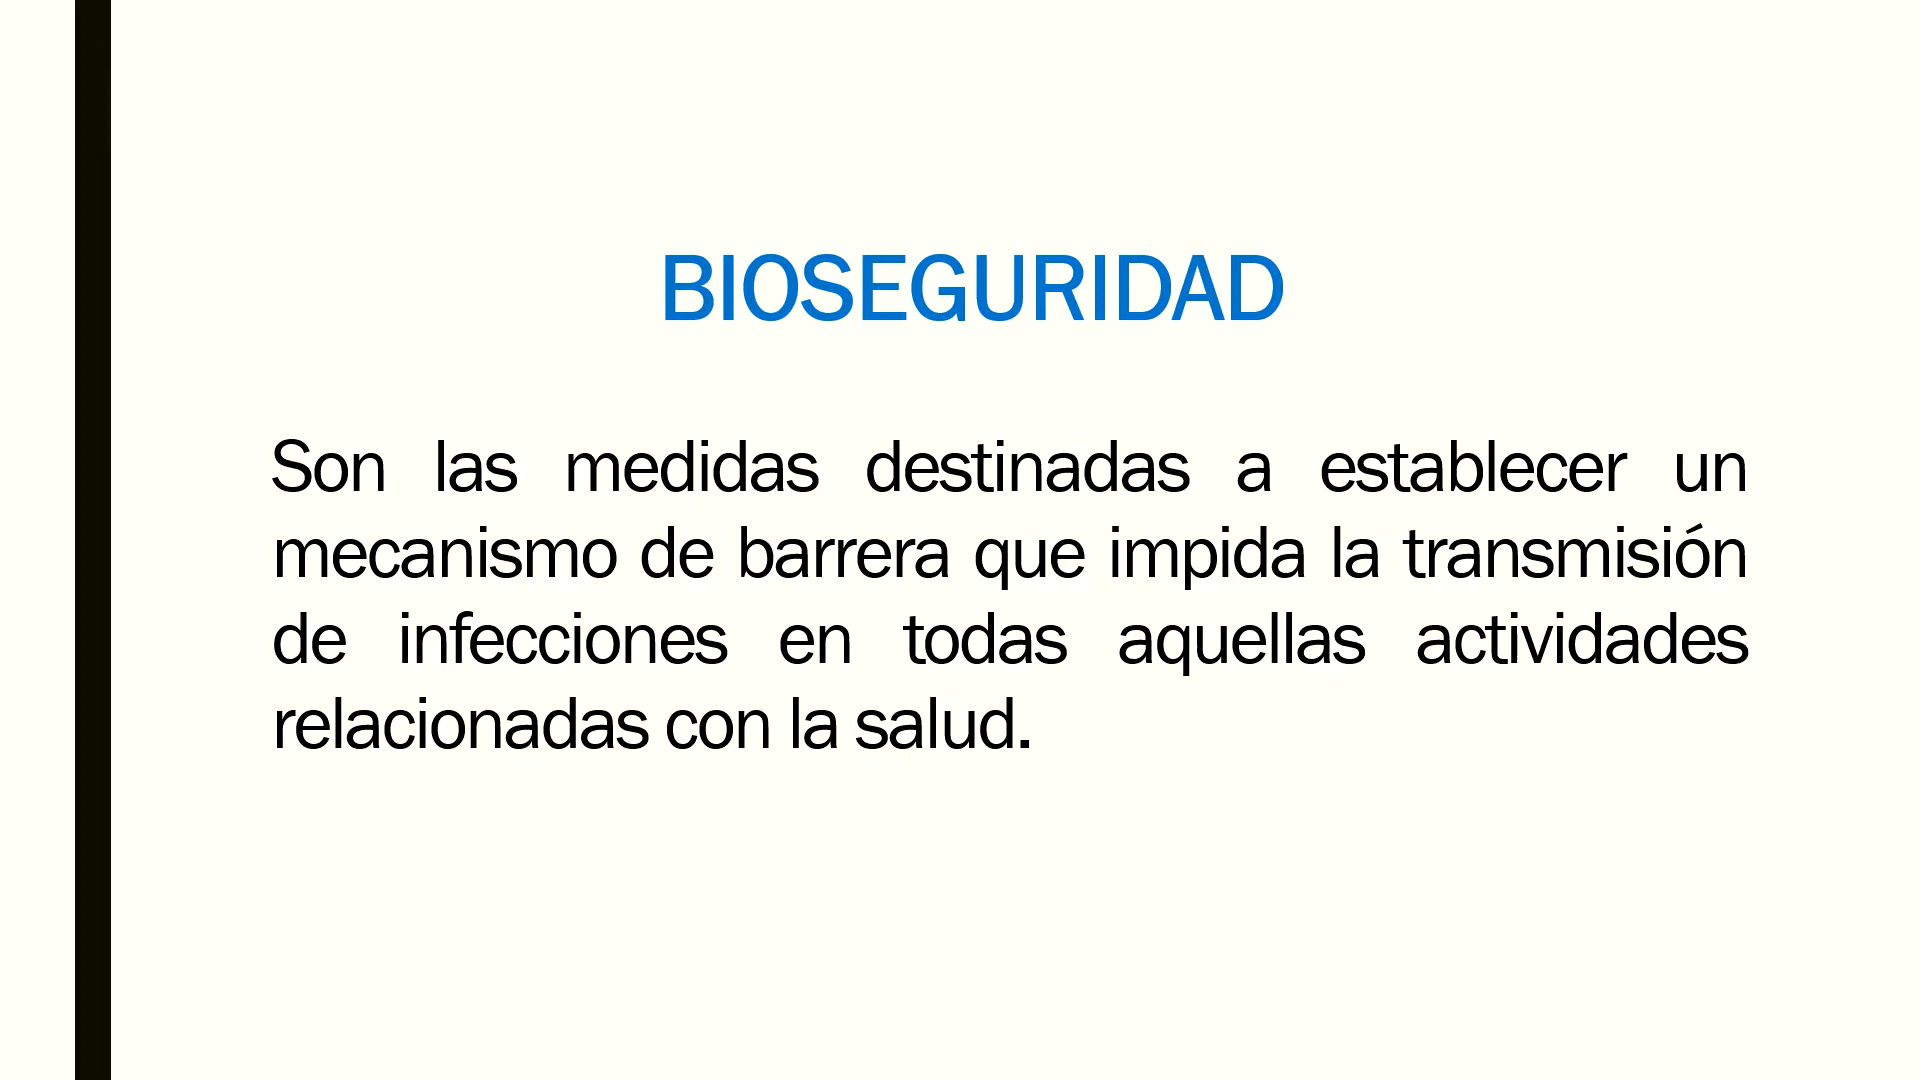 BIOSEGURIDAD
Son las medidas destinadas a establecer un
mecanismo de barrera que impida la transmisión
de infecciones en todas aquellas actividades
relacionadas con la salud.